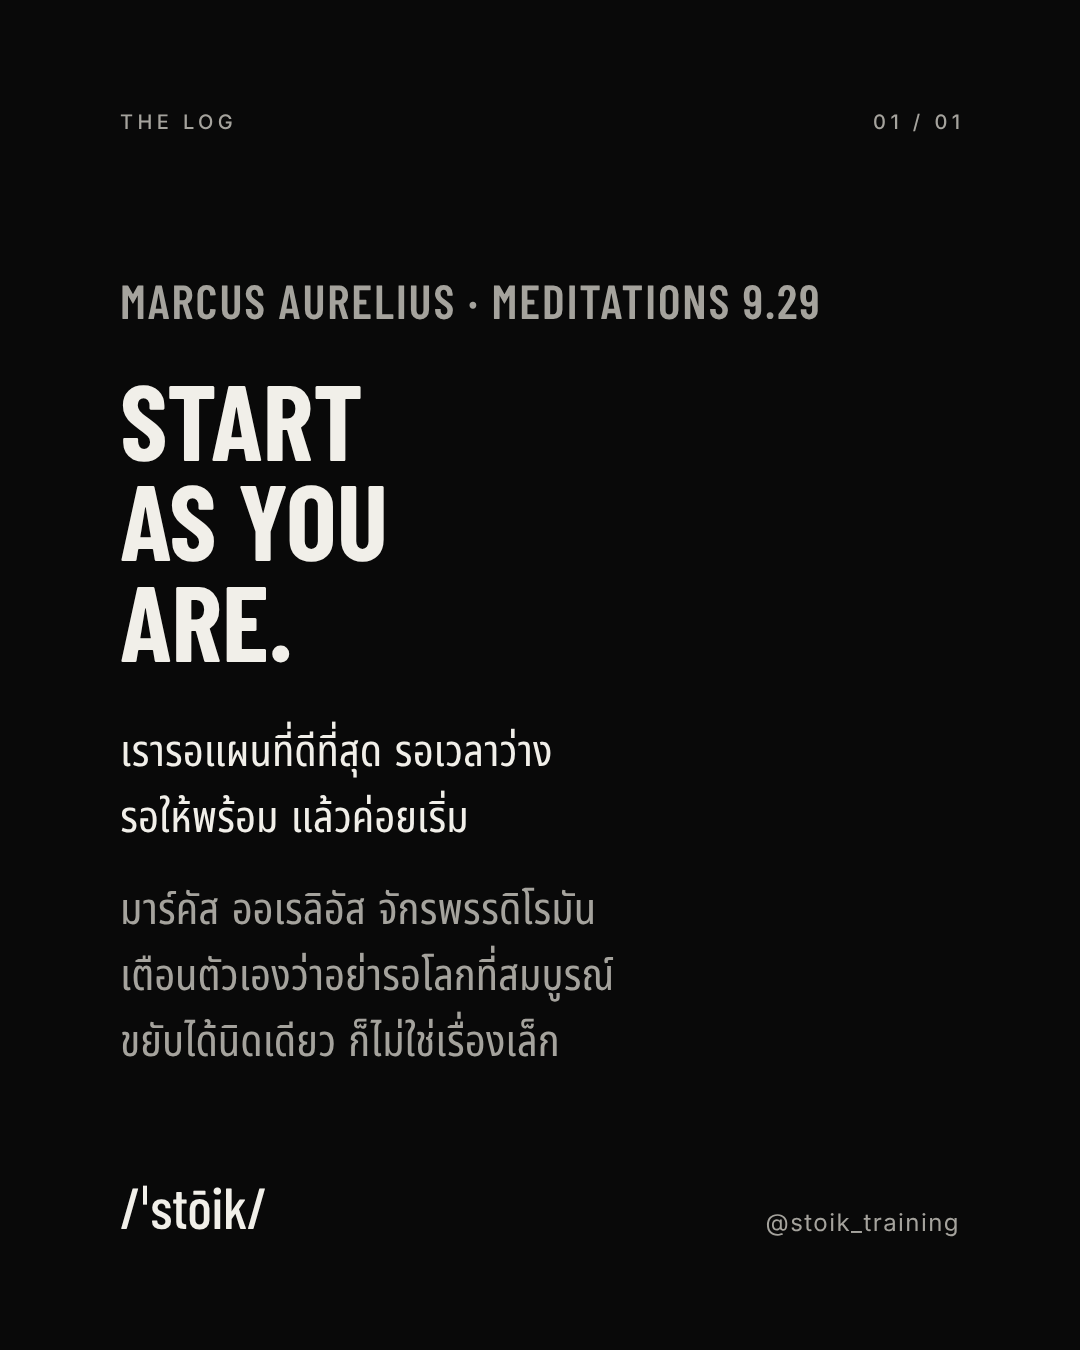 THE LOG
01 / 01
MARCUS AURELIUS · MEDITATIONS 9.29
START
AS YOU
ARE.
เรารอแผนที่ดีที่สุด รอเวลาว่าง
รอให้พร้อม แล้วค่อยเริ่ม
มาร์คัส ออเรลิอัส จักรพรรดิโรมัน
เตือนตัวเองว่าอย่ารอโลกที่สมบูรณ์
ขยับได้นิดเดียว ก็ไม่ใช่เรื่องเล็ก
/ˈstōik/
@stoik_training